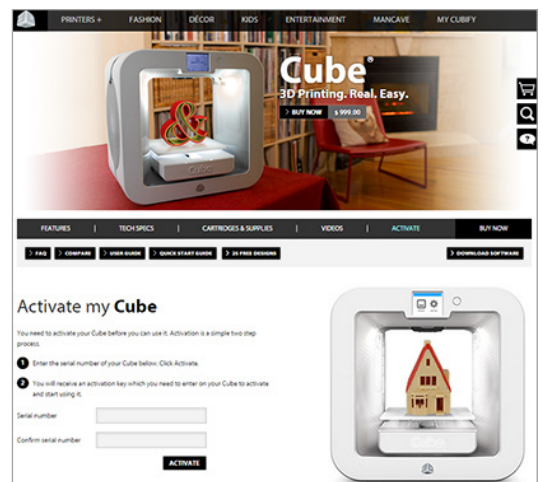 PRINTERS + FASHION DÉCOR KIDS ENTERTAINMENT MANCAVE MY CUBIFY
Cube®
3D Printing. Real. Easy.
> BUY NOW $ 999.00
Cube
FEATURES | TECH SPECS | CARTRIDGES & SUPPLIES | VIDEOS | ACTIVATE BUY NOW
> FAQ > COMPARE > USER GUIDE > QUICK START GUIDE > 25 FREE DESIGNS > DOWNLOAD SOFTWARE
Activate my Cube
You need to activate your Cube before you can use it. Activation is a simple two step
process.
1 Enter the serial number of your Cube below. Click Activate.
2 You will receive an activation key which you need to enter on your Cube to activate
and start using it.
Serial number
Confirm serial number
ACTIVATE
Cube